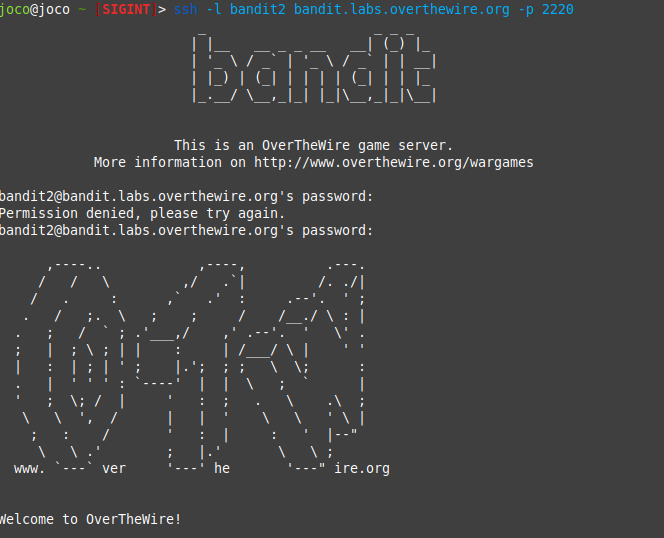 joco@joco ~ [SIGINT]> ssh -l bandit2 bandit.labs.overthewire.org -p 2220
bandit
This is an OverTheWire game server.
More information on http://www.overthewire.org/wargames
bandit2@bandit.labs.overthewire.org's password:
Permission denied, please try again.
bandit2@bandit.labs.overthewire.org's password:
www. `---` ver '---' he '---" ire.org
Welcome to OverTheWire!